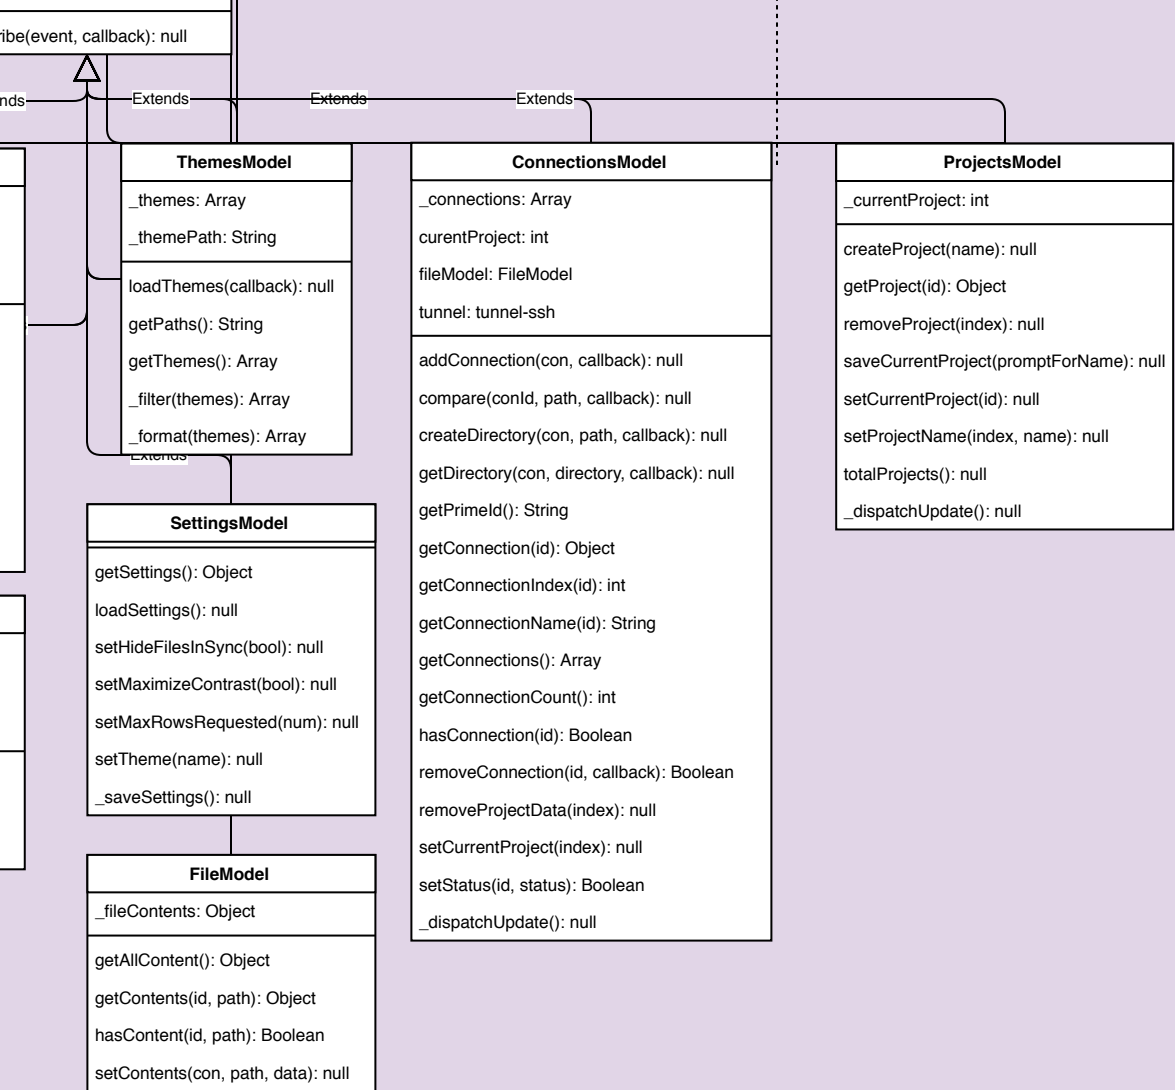 ribe(event, callback): null
nds
Extends
Extends
Extends
ThemesModel
_themes: Array
_themePath: String
loadThemes(callback): null
getPaths(): String
getThemes(): Array
_filter(themes): Array
_format(themes): Array
Extends
SettingsModel
getSettings(): Object
loadSettings(): null
setHideFilesInSync(bool): null
setMaximizeContrast(bool): null
setMaxRowsRequested(num): null
setTheme(name): null
_saveSettings(): null
FileModel
_fileContents: Object
getAllContent(): Object
getContents(id, path): Object
hasContent(id, path): Boolean
setContents(con, path, data): null
ConnectionsModel
_connections: Array
curentProject: int
fileModel: FileModel
tunnel: tunnel-ssh
addConnection(con, callback): null
compare(conId, path, callback): null
createDirectory(con, path, callback): null
getDirectory(con, directory, callback): null
getPrimeId(): String
getConnection(id): Object
getConnectionIndex(id): int
getConnectionName(id): String
getConnections(): Array
getConnectionCount(): int
hasConnection(id): Boolean
removeConnection(id, callback): Boolean
removeProjectData(index): null
setCurrentProject(index): null
setStatus(id, status): Boolean
_dispatchUpdate(): null
ProjectsModel
_currentProject: int
createProject(name): null
getProject(id): Object
removeProject(index): null
saveCurrentProject(promptForName): null
setCurrentProject(id): null
setProjectName(index, name): null
totalProjects(): null
_dispatchUpdate(): null